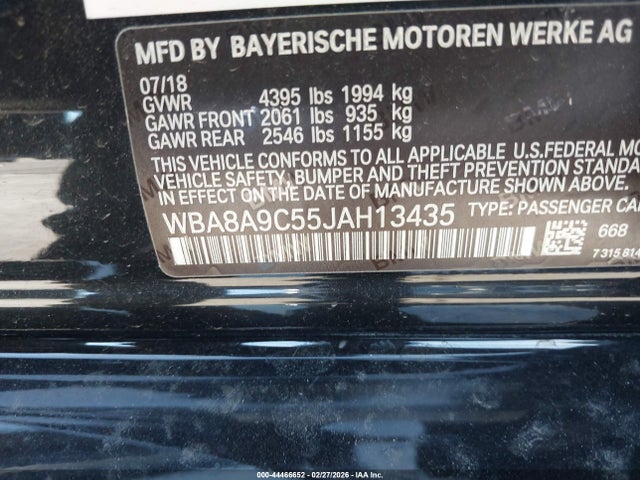 MFD BY BAYERISCHE MOTOREN WERKE AG
07/18
GVWR 4395 lbs 1994 kg
GAWR FRONT 2061 lbs 935 kg
GAWR REAR 2546 lbs 1155 kg
THIS VEHICLE CONFORMS TO ALL APPLICABLE U.S.FEDERAL MO
VEHICLE SAFETY, BUMPER AND THEFT PREVENTION STANDA
IN EFFECT ON THE DATE OF MANUFACTURE SHOWN ABOVE.
WBA8A9C55JAH13435 TYPE: PASSENGER CA
668
7315814
000-44466652 / 02/27/2026 - IAA Inc.